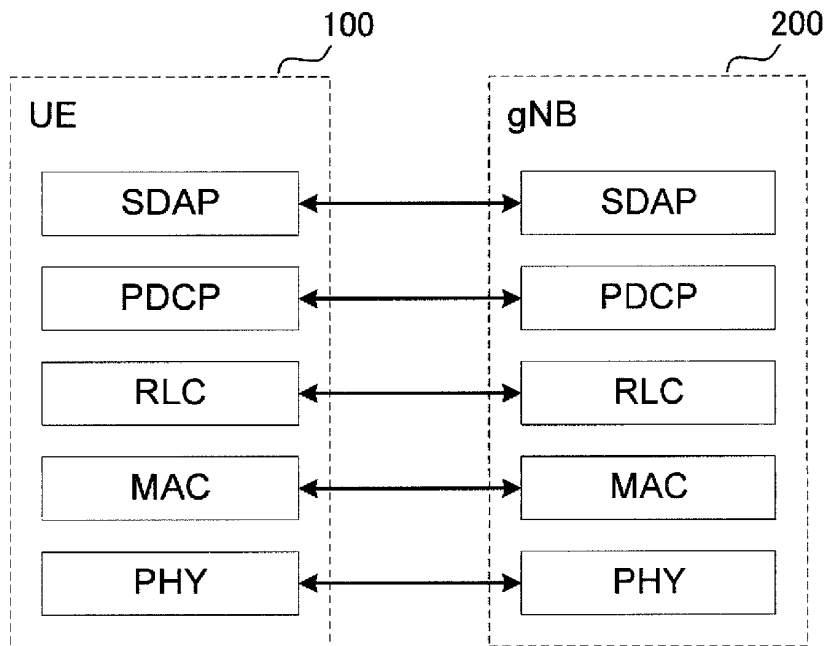 100
200
UE
gNB
SDAP
SDAP
PDCP
PDCP
RLC
RLC
MAC
MAC
PHY
PHY